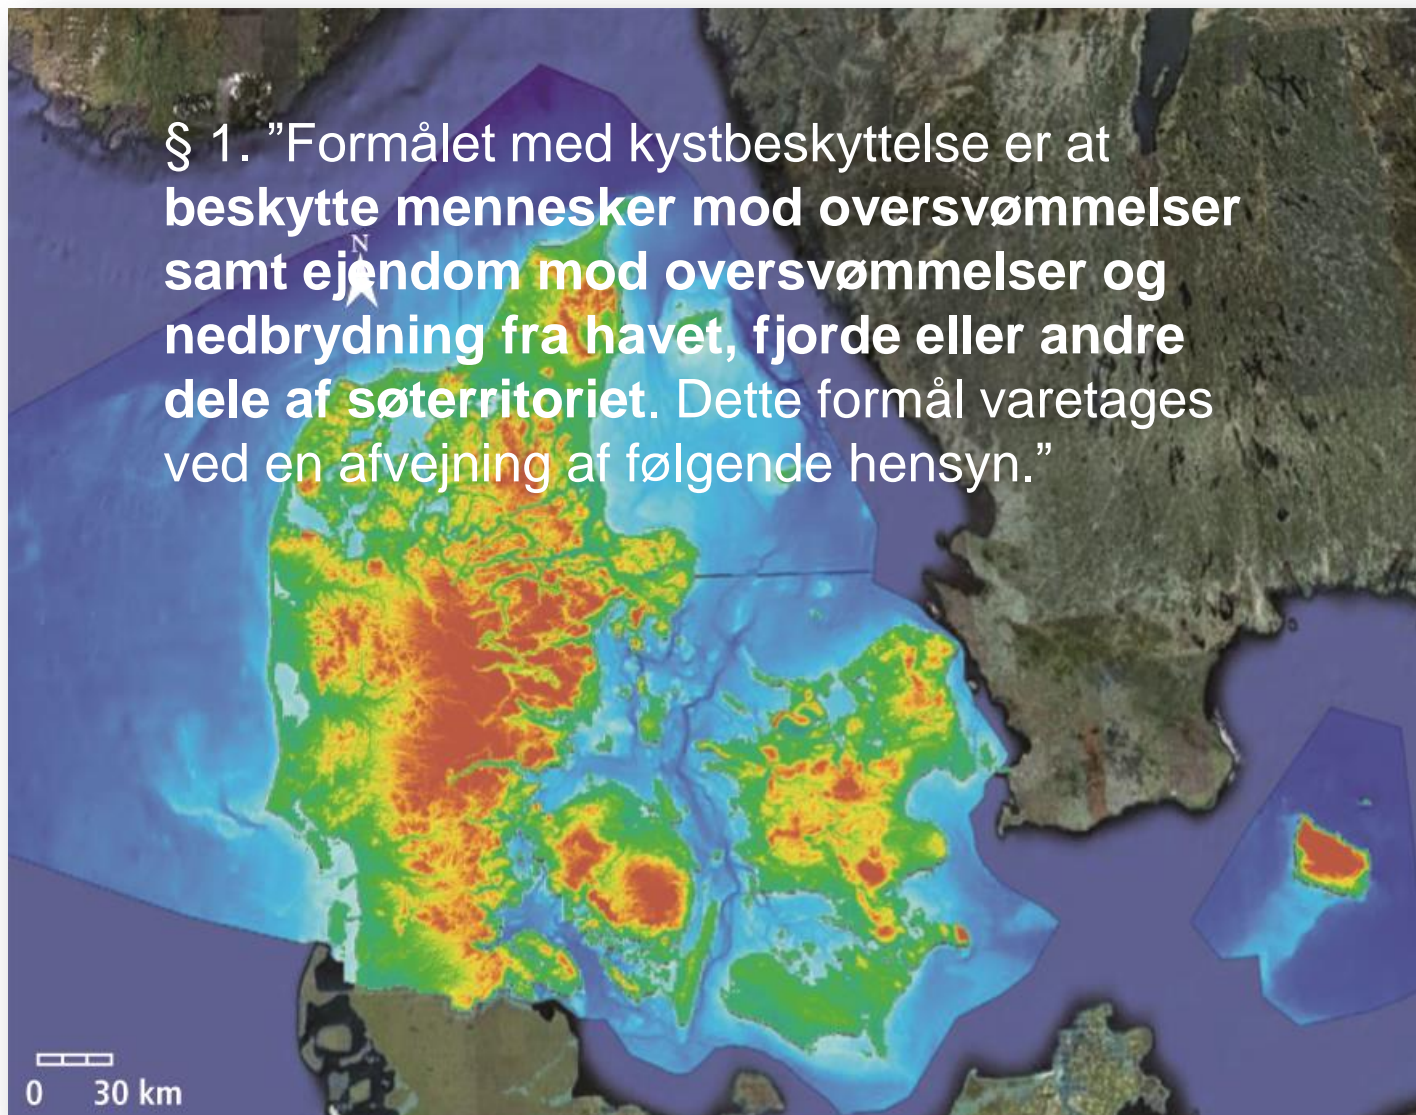 § 1. ”Formålet med kystbeskyttelse er at
beskytte mennesker mod oversvømmelser
samt ejendom mod oversvømmelser og
nedbrydning fra havet, fjorde eller andre
dele af søterritoriet. Dette formål varetages
ved en afvejning af følgende hensyn.”
N
0 30 km